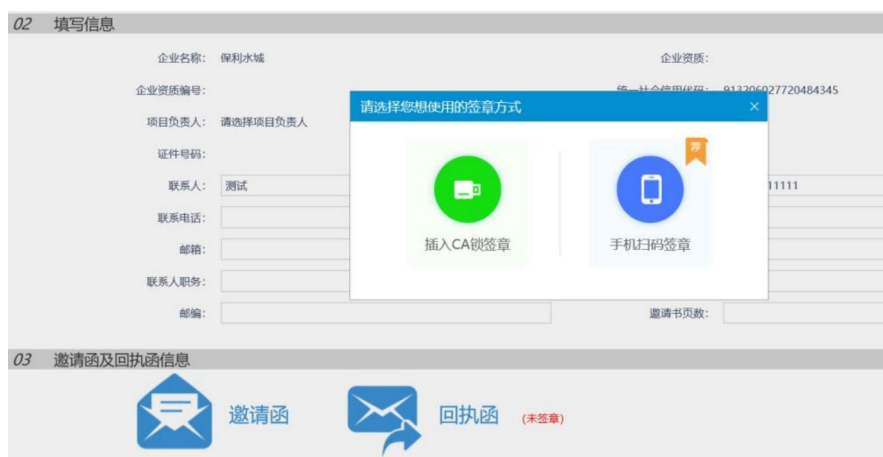 02 填写信息
企业名称： 保利水城 企业资质：
企业资质编号： 统一社会信用代码： 913206027720484345
请选择您想使用的签章方式 ×
项目负责人： 请选择项目负责人
荐
证件号码：
联系人： 测试 11111
联系电话：
插入CA锁签章 手机扫码签章
邮箱：
联系人职务：
邮编： 邀请书页数：
03 邀请函及回执函信息
邀请函 回执函 (未签章)